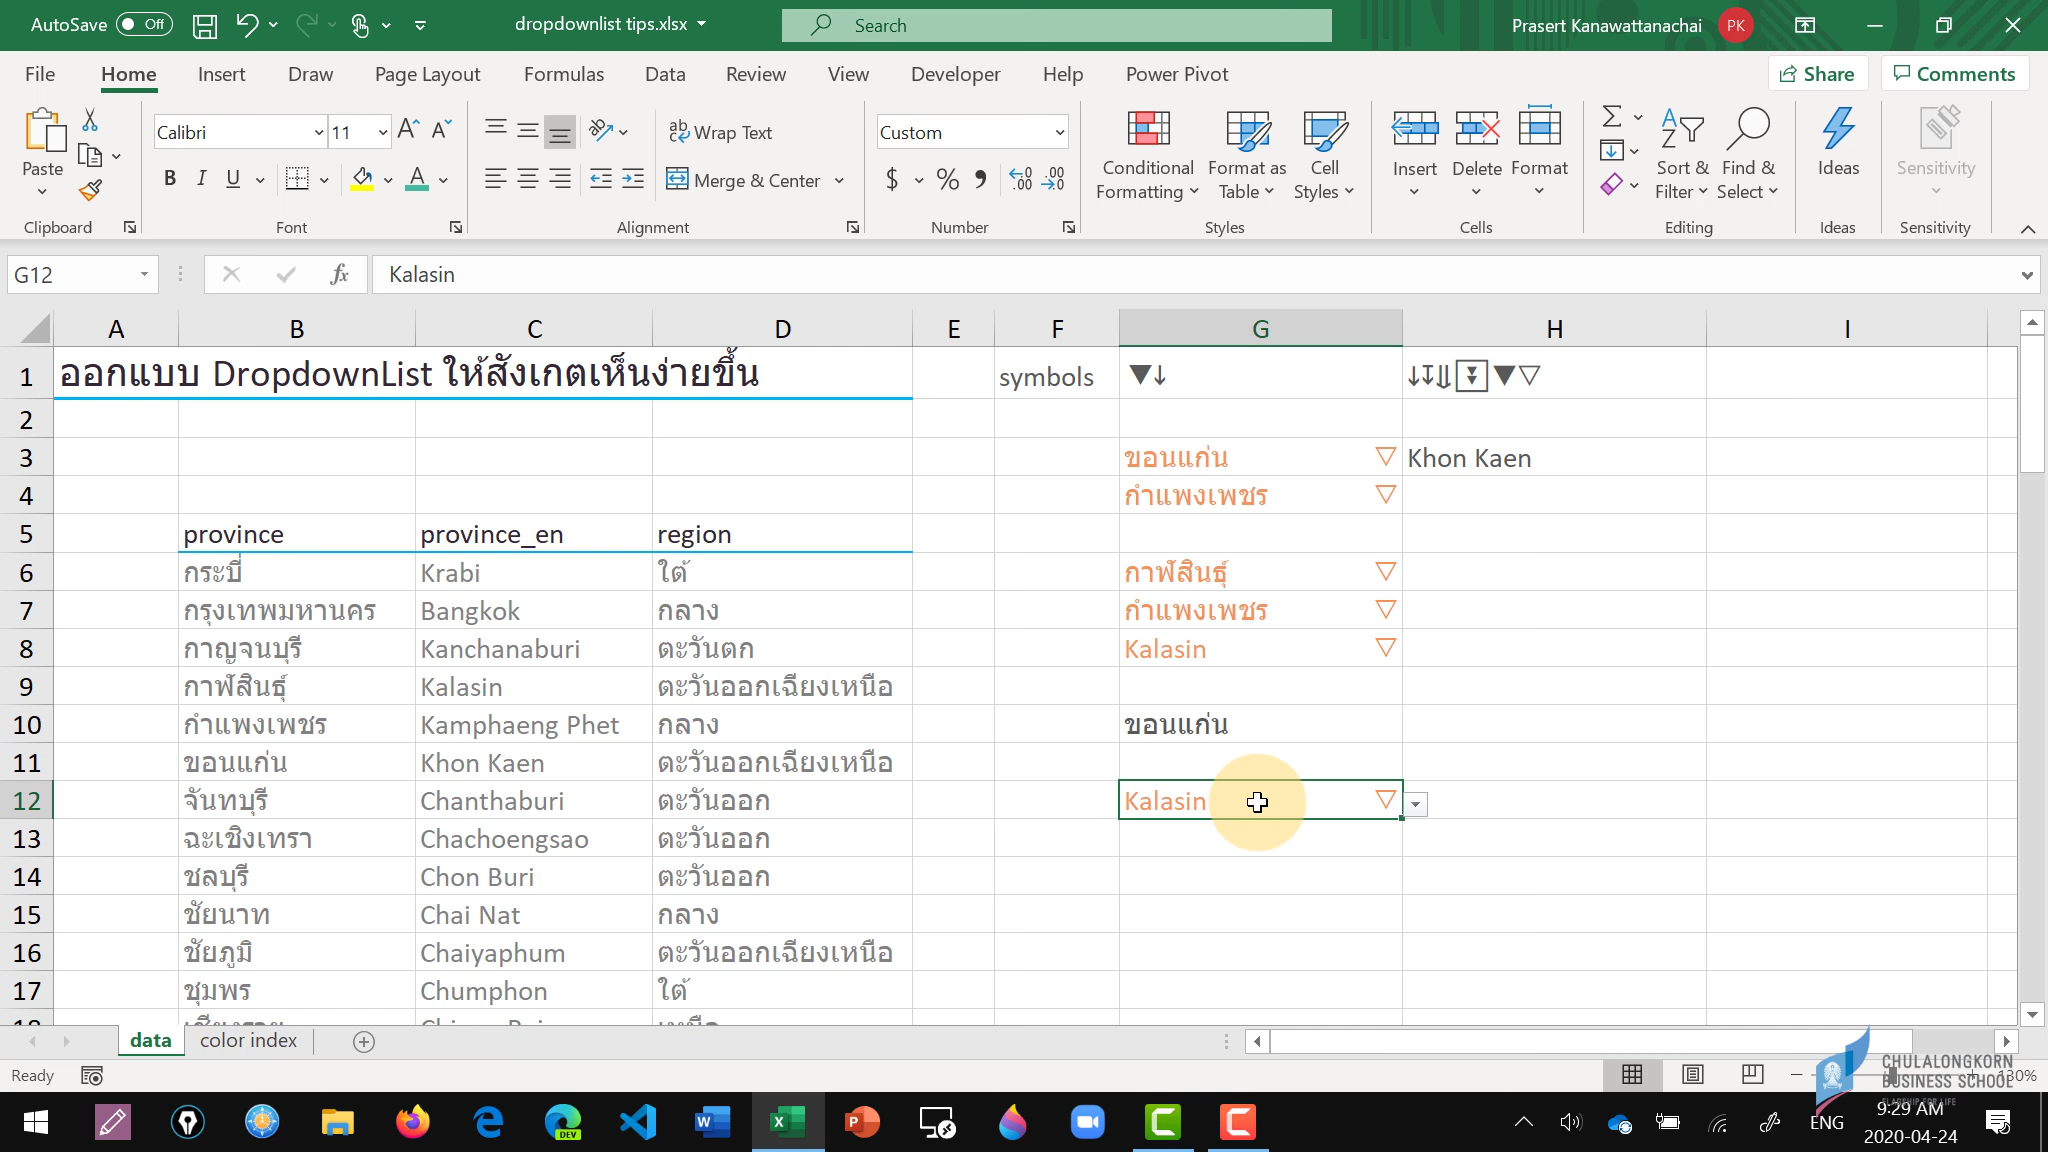 AutoSave Off dropdownlist tips.xlsx Search Prasert Kanawattanachai PK
File Home Insert Draw Page Layout Formulas Data Review View Developer Help Power Pivot Share Comments
Calibri 11 Wrap Text Custom
Paste B I U Merge & Center $ % Conditional Formatting Format as Table Cell Styles Insert Delete Format Sort & Filter Find & Select Ideas Sensitivity
Clipboard Font Alignment Number Styles Cells Editing Ideas Sensitivity
G12 fx Kalasin
A B C D E F G H I
1 ออกแบบ DropdownList ให้สังเกตเห็นง่ายขึ้น symbols ▼↓ ↓↧⇓⏬▼▽
2
3 ขอนแก่น ▽ Khon Kaen
4 กำแพงเพชร ▽
5 province province_en region
6 กระบี่ Krabi ใต้ กาฬสินธุ์ ▽
7 กรุงเทพมหานคร Bangkok กลาง กำแพงเพชร ▽
8 กาญจนบุรี Kanchanaburi ตะวันตก Kalasin ▽
9 กาฬสินธุ์ Kalasin ตะวันออกเฉียงเหนือ
10 กำแพงเพชร Kamphaeng Phet กลาง ขอนแก่น
11 ขอนแก่น Khon Kaen ตะวันออกเฉียงเหนือ
12 จันทบุรี Chanthaburi ตะวันออก Kalasin ▽
13 ฉะเชิงเทรา Chachoengsao ตะวันออก
14 ชลบุรี Chon Buri ตะวันออก
15 ชัยนาท Chai Nat กลาง
16 ชัยภูมิ Chaiyaphum ตะวันออกเฉียงเหนือ
17 ชุมพร Chumphon ใต้
data color index
Ready
CHULALONGKORN
BUSINESS SCHOOL
FLAGSHIP FOR LIFE
ENG 9:29 AM
2020-04-24